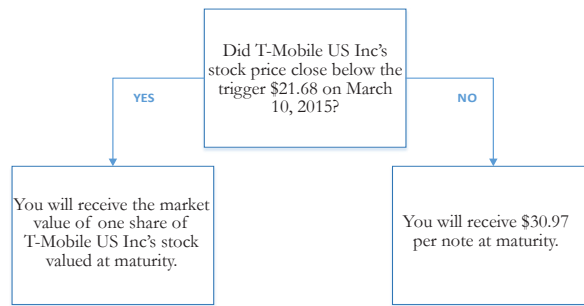 Did T-Mobile US Inc's
stock price close below the
trigger $21.68 on March
10, 2015?
YES
NO
You will receive the market
value of one share of
T-Mobile US Inc's stock
valued at maturity.
You will receive $30.97
per note at maturity.